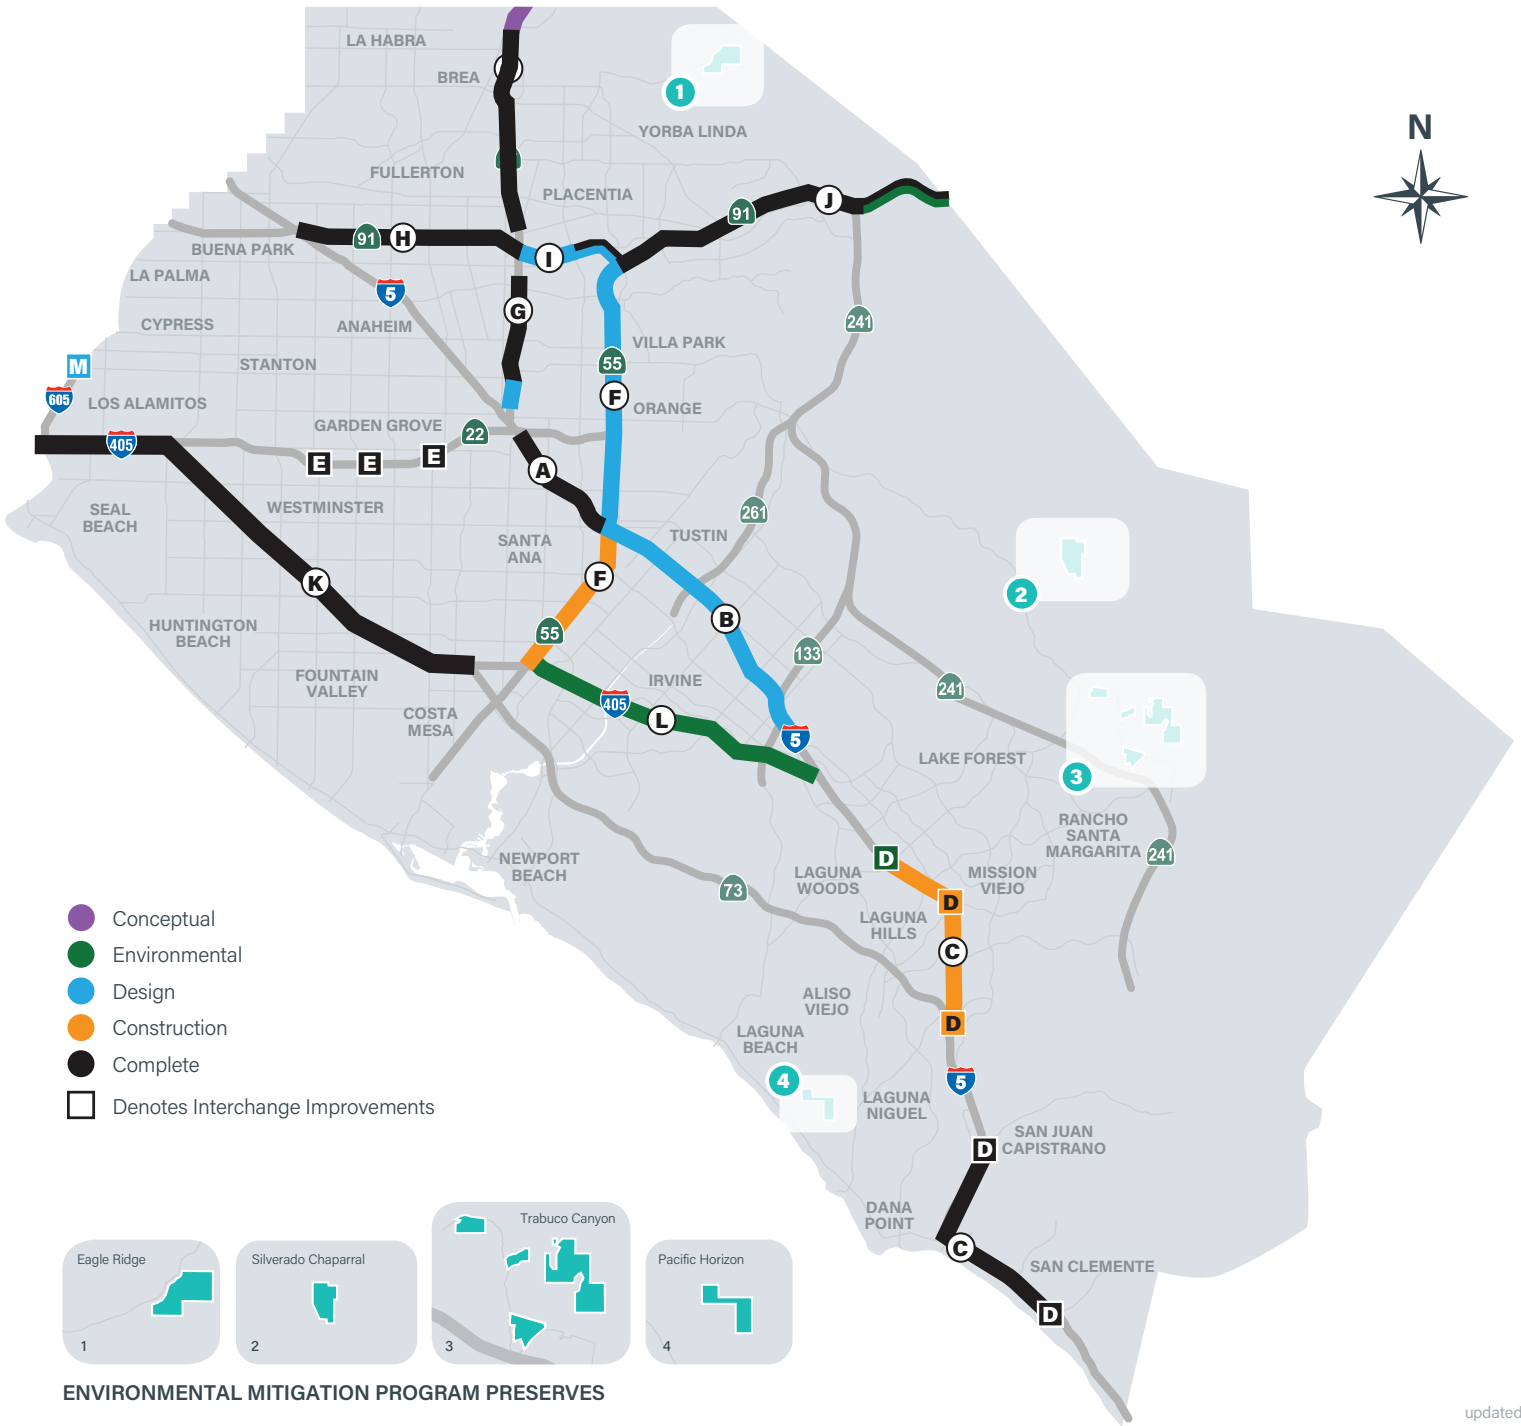 LA HABRA
BREA
1
YORBA LINDA
N
FULLERTON
PLACENTIA
91
J
91
H
I
BUENA PARK
LA PALMA
5
G
CYPRESS
ANAHEIM
241
VILLA PARK
STANTON
M
55
F
605
LOS ALAMITOS
ORANGE
GARDEN GROVE
22
405
E
E
E
A
WESTMINSTER
SEAL
BEACH
261
TUSTIN
SANTA
ANA
K
F
2
B
HUNTINGTON
BEACH
55
133
FOUNTAIN
VALLEY
IRVINE
241
405
L
COSTA
MESA
5
LAKE FOREST
3
RANCHO
SANTA
MARGARITA
241
D
NEWPORT
BEACH
LAGUNA
WOODS
MISSION
VIEJO
73
D
LAGUNA
HILLS
C
ALISO
VIEJO
D
LAGUNA
BEACH
4
5
LAGUNA
NIGUEL
SAN JUAN
CAPISTRANO
D
DANA
POINT
C
SAN CLEMENTE
D
Conceptual
Environmental
Design
Construction
Complete
Denotes Interchange Improvements
Eagle Ridge
1
Silverado Chaparral
2
Trabuco Canyon
3
Pacific Horizon
4
ENVIRONMENTAL MITIGATION PROGRAM PRESERVES
updated